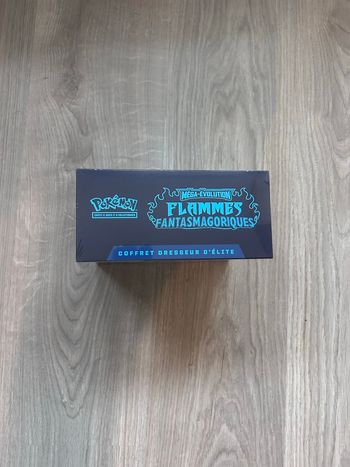 POKéMON
MÉGA-ÉVOLUTION
FLAMMES
FANTASMAGORIQUES
COFFRET DRESSEUR D'ÉLITE